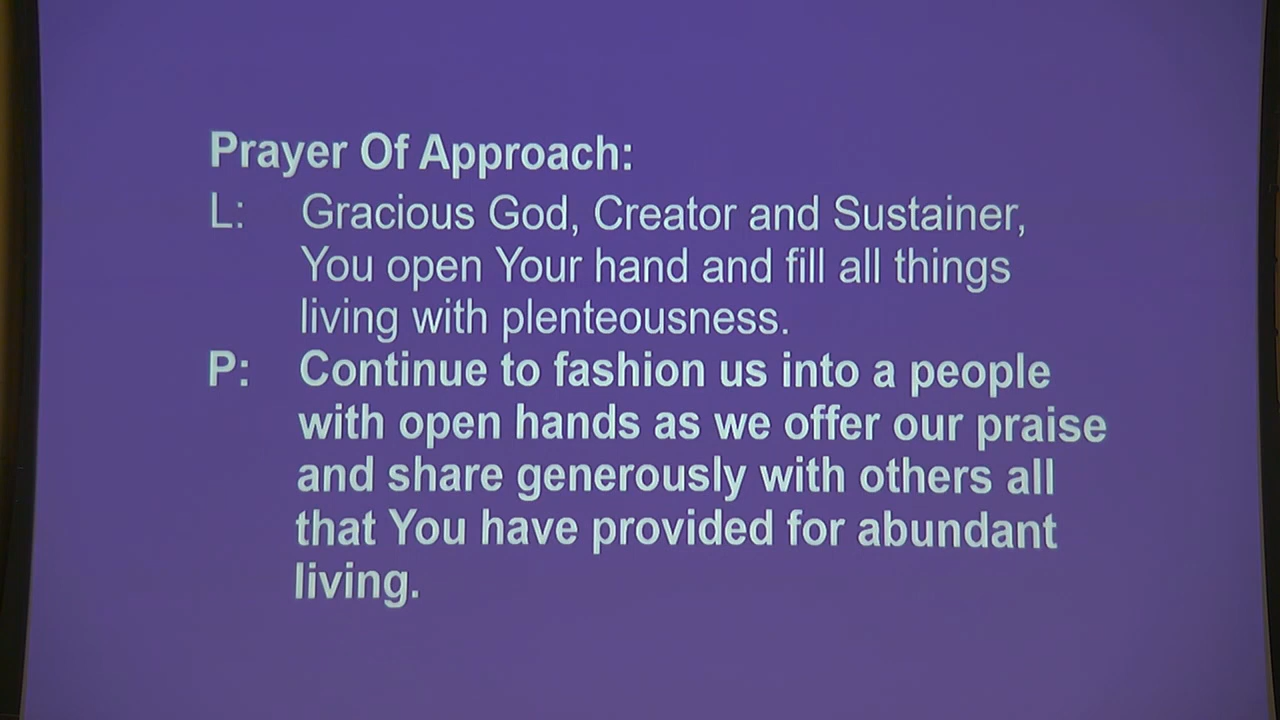 Prayer Of Approach:
L: Gracious God, Creator and Sustainer,
You open Your hand and fill all things
living with plenteousness.
P: Continue to fashion us into a people
with open hands as we offer our praise
and share generously with others all
that You have provided for abundant
living.